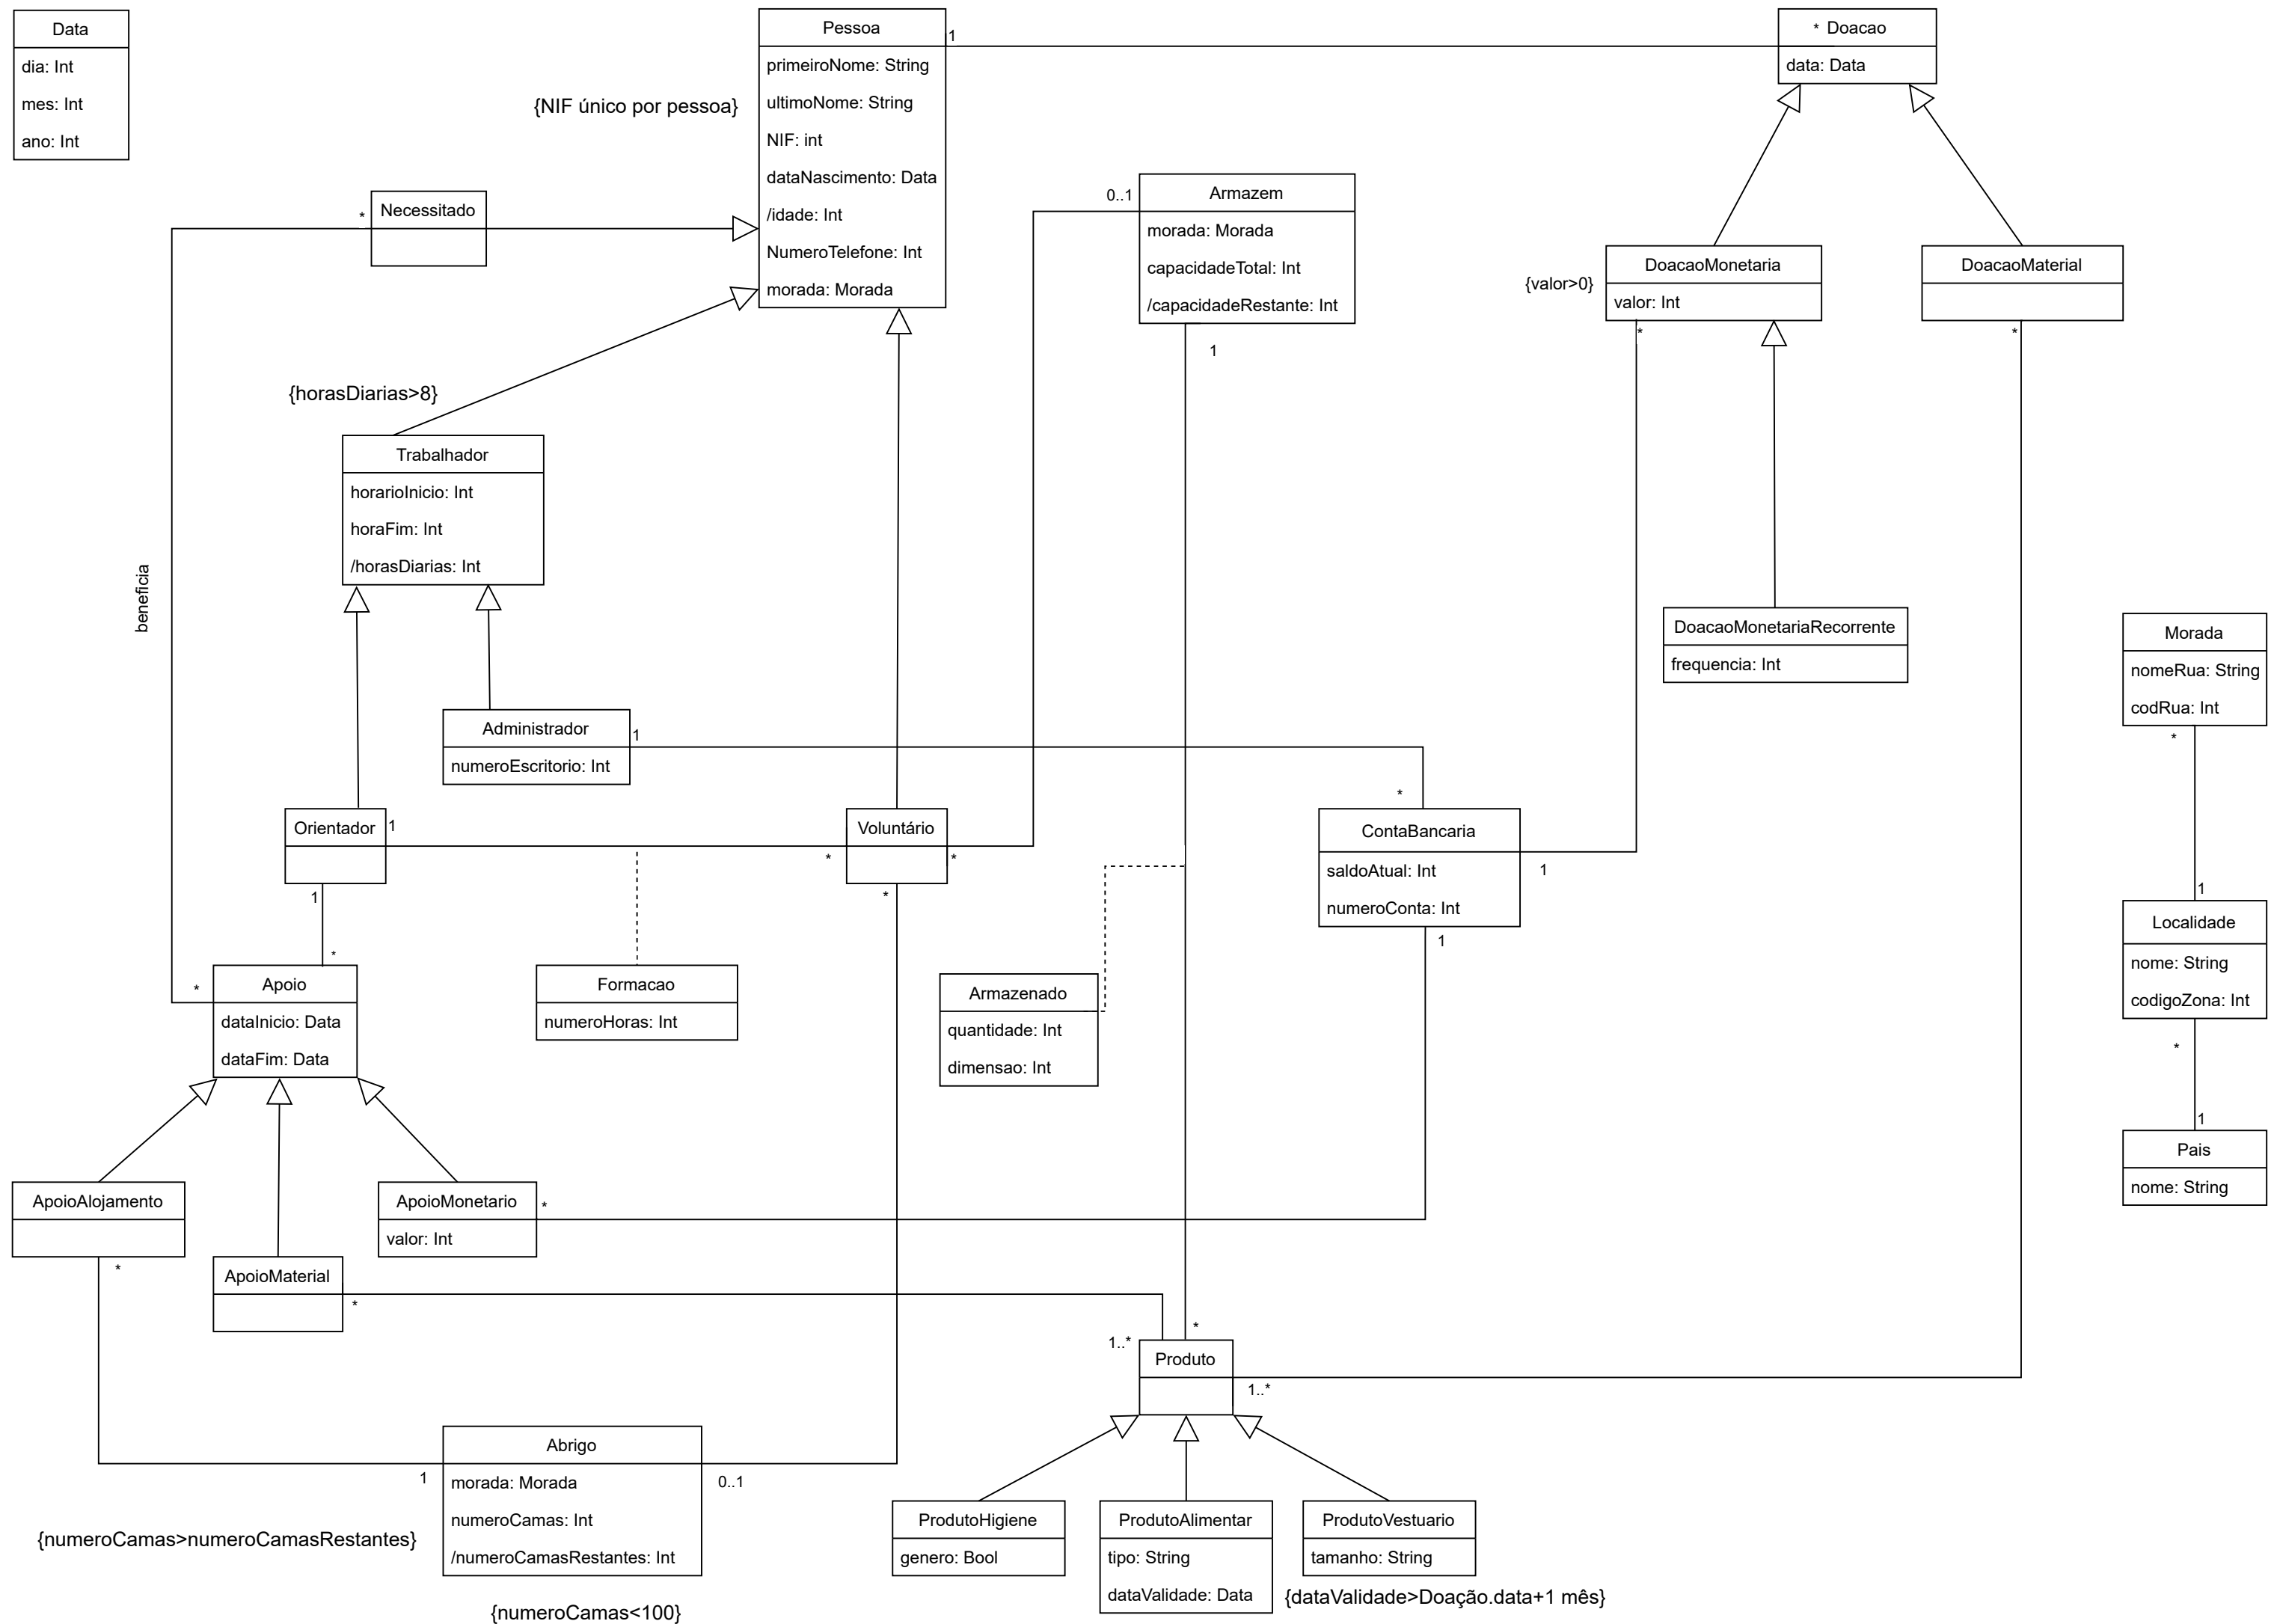 Data
dia: Int
mes: Int
ano: Int
{NIF único por pessoa}
Pessoa
primeiroNome: String
ultimoNome: String
NIF: int
dataNascimento: Data
/idade: Int
NumeroTelefone: Int
morada: Morada
1
* Doacao
data: Data
Necessitado
*
0..1
Armazem
morada: Morada
capacidadeTotal: Int
/capacidadeRestante: Int
1
{valor>0}
DoacaoMonetaria
valor: Int
*
DoacaoMaterial
*
{horasDiarias>8}
Trabalhador
horarioInicio: Int
horaFim: Int
/horasDiarias: Int
beneficia
DoacaoMonetariaRecorrente
frequencia: Int
Morada
nomeRua: String
codRua: Int
*
Administrador
numeroEscritorio: Int
1
*
Orientador
1
1
*
Voluntário
*
*
ContaBancaria
saldoAtual: Int
numeroConta: Int
1
1
1
Localidade
nome: String
codigoZona: Int
*
*
*
Apoio
dataInicio: Data
dataFim: Data
Formacao
numeroHoras: Int
Armazenado
quantidade: Int
dimensao: Int
1
Pais
nome: String
ApoioAlojamento
*
ApoioMaterial
*
ApoioMonetario
valor: Int
*
1..*
*
Produto
1..*
Abrigo
morada: Morada
numeroCamas: Int
/numeroCamasRestantes: Int
1
0..1
{numeroCamas>numeroCamasRestantes}
{numeroCamas<100}
ProdutoHigiene
genero: Bool
ProdutoAlimentar
tipo: String
dataValidade: Data
ProdutoVestuario
tamanho: String
{dataValidade>Doação.data+1 mês}